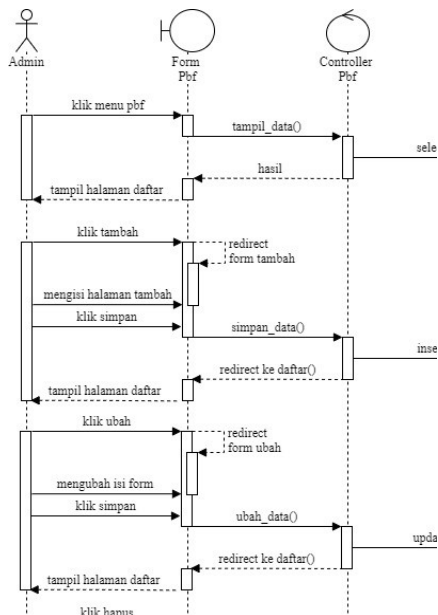 Admin
Form
Pbf
Controller
Pbf
klik menu pbf
tampil_data()
sele
hasil
tampil halaman daftar
klik tambah
redirect
form tambah
mengisi halaman tambah
klik simpan
simpan_data()
inse
redirect ke daftar()
tampil halaman daftar
klik ubah
redirect
form ubah
mengubah isi form
klik simpan
ubah_data()
upda
redirect ke daftar()
tampil halaman daftar
klik hapus